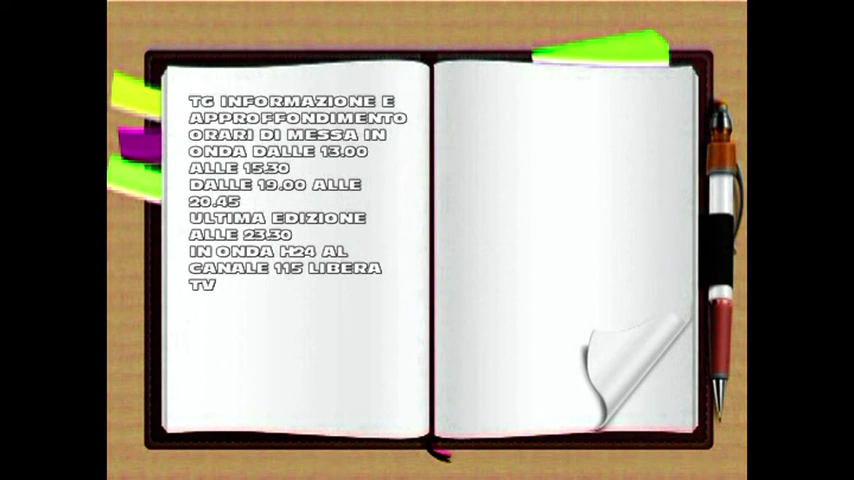 TG INFORMAZIONE E
APPROFFONDIMENTO
ORARI DI MESSA IN
ONDA DALLE 13.00
ALLE 15.30
DALLE 19.00 ALLE
20.45
ULTIMA EDIZIONE
ALLE 23.30
IN ONDA H24 AL
CANALE 115 LIBERA
TV